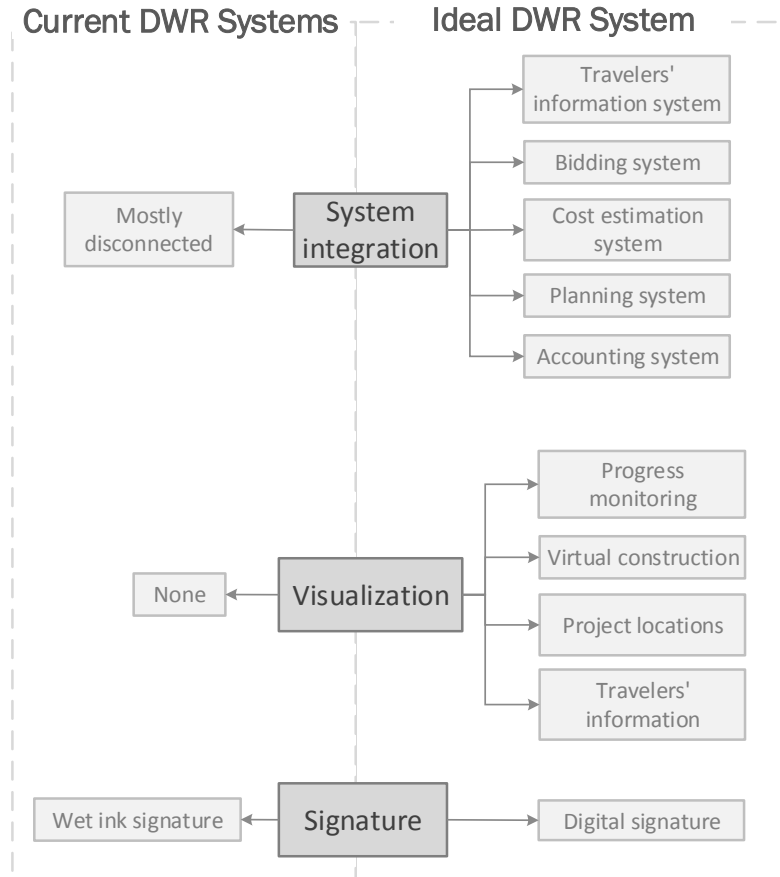 Current DWR Systems
Ideal DWR System
Travelers'
information system
Bidding system
Mostly
disconnected
System
integration
Cost estimation
system
Planning system
Accounting system
Progress
monitoring
Virtual construction
None
Visualization
Project locations
Travelers'
information
Wet ink signature
Signature
Digital signature